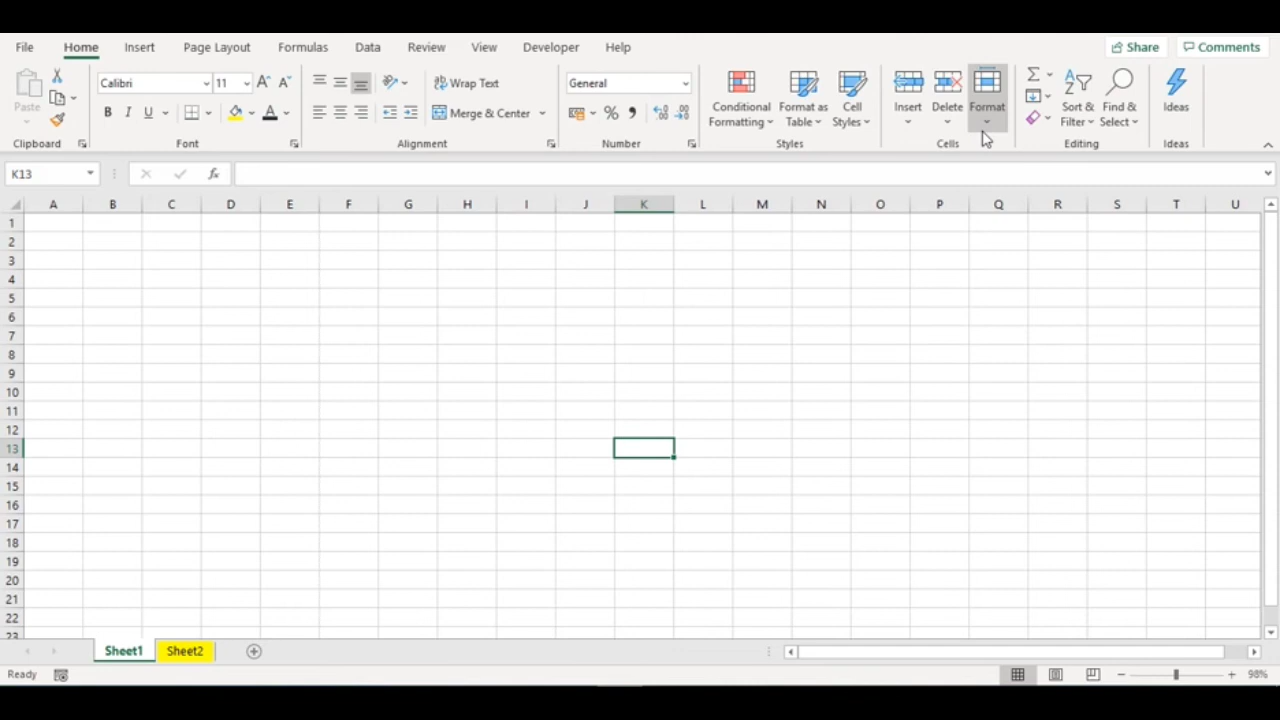 File Home Insert Page Layout Formulas Data Review View Developer Help Share Comments
Paste Calibri 11 Wrap Text General Conditional Formatting Format as Table Cell Styles Insert Delete Format Sort & Filter Find & Select Ideas
B I U A Merge & Center % ,
Clipboard Font Alignment Number Styles Cells Editing Ideas
K13 fx
A B C D E F G H I J K L M N O P Q R S T U
1
2
3
4
5
6
7
8
9
10
11
12
13
14
15
16
17
18
19
20
21
22
23
Sheet1 Sheet2
Ready 98%